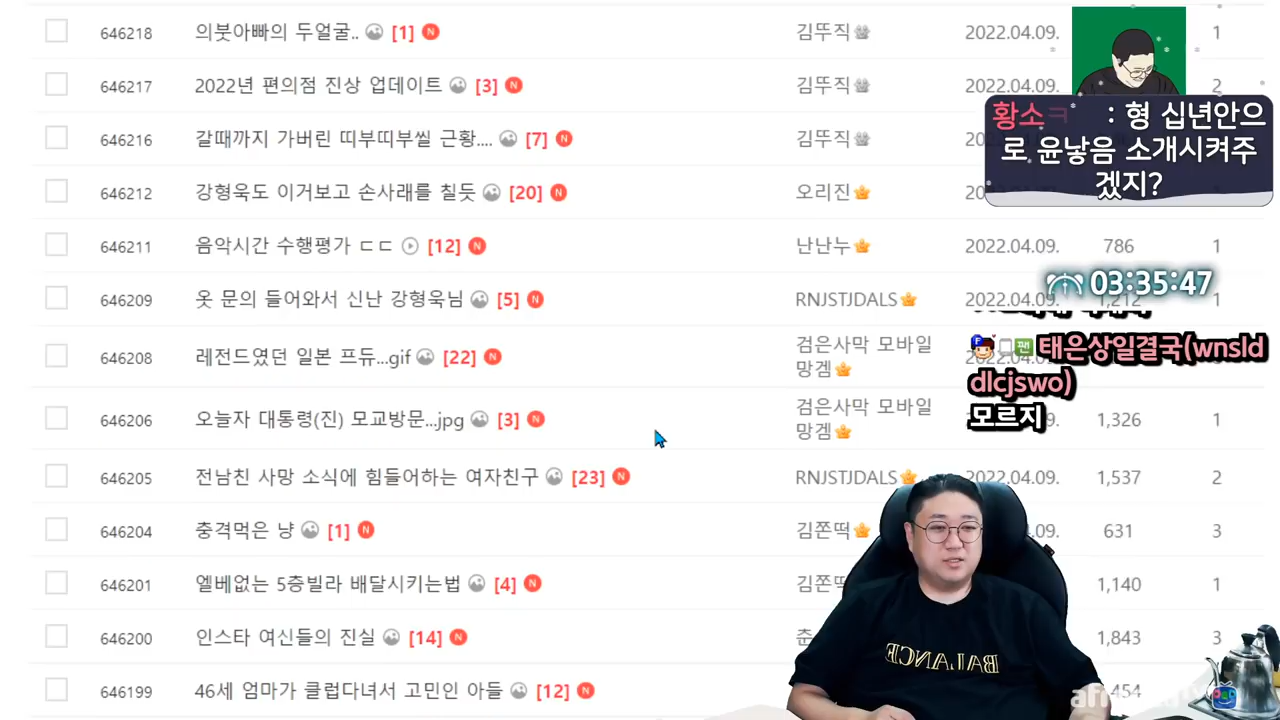 646218 의붓아빠의 두얼굴.. [1] N 김뚜직 2022.04.09. 1
646217 2022년 편의점 진상 업데이트 [3] N 김뚜직 2022.04.09. 2
646216 갈때까지 가버린 띠부띠부씰 근황.... [7] N 김뚜직
황소ㅋ : 형 십년안으
로 윤낳음 소개시켜주
겠지?
646212 강형욱도 이거보고 손사래를 칠듯 [20] N 오리진
646211 음악시간 수행평가 ㄷㄷ [12] N 난난누 2022.04.09. 786 1
03:35:47
646209 옷 문의 들어와서 신난 강형욱님 [5] N RNJSTJDALS 2022.04.09. 1,212 1
646208 레전드였던 일본 프듀...gif [22] N 검은사막 모바일
망겜
F 팬 태은상일결국(wnsld
dlcjswo)
모르지
646206 오늘자 대통령(진) 모교방문...jpg [3] N 검은사막 모바일
망겜 1,326 1
646205 전남친 사망 소식에 힘들어하는 여자친구 [23] N RNJSTJDALS 2022.04.09. 1,537 2
646204 충격먹은 냥 [1] N 김쫀떡 .09. 631 3
646201 엘베없는 5층빌라 배달시키는법 [4] N 김쫀떡 1,140 1
646200 인스타 여신들의 진실 [14] N 춘 1,843 3
646199 46세 엄마가 클럽다녀서 고민인 아들 [12] N 454
BALANCE